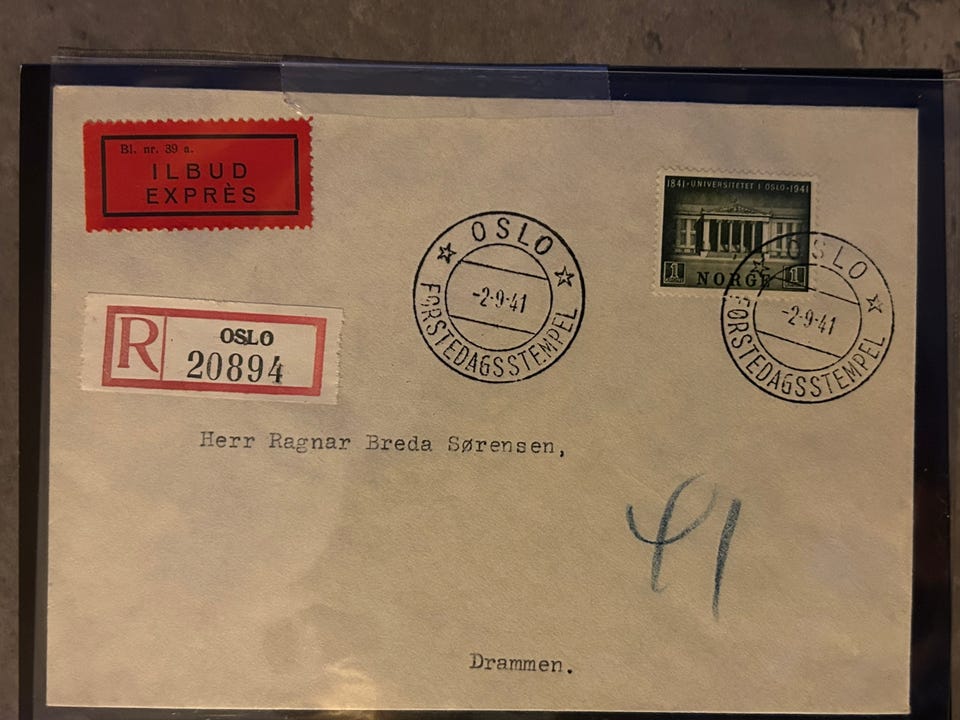 Bl. nr. 39 a.
ILBUD
EXPRÈS
R
OSLO
20894
OSLO
-2-9-41
FØRSTEDAGSSTEMPEL
1841-UNIVERSITETET I OSLO-1941
1 NORGE 1
OSLO
-2-9-41
FØRSTEDAGSSTEMPEL
Herr Ragnar Breda Sørensen,
41
Drammen.